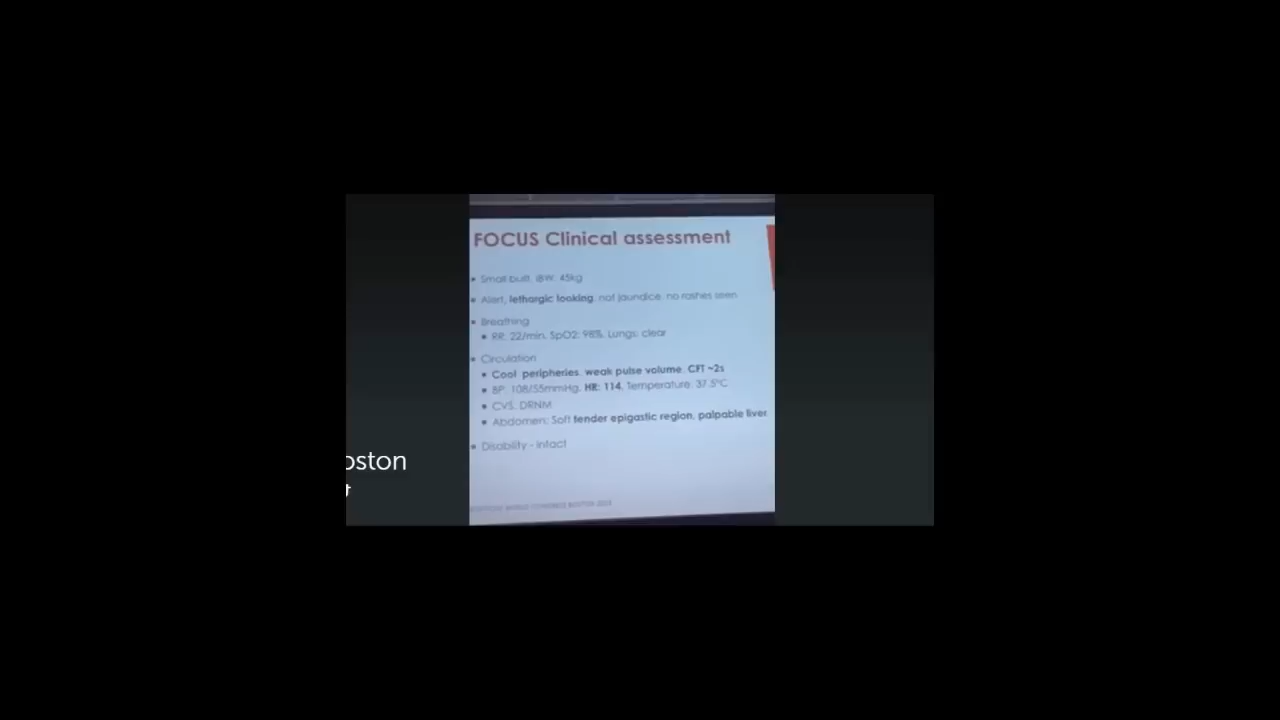 FOCUS Clinical assessment
Small built, IBW: 45kg
Alert, lethargic looking, not jaundice, no rashes seen
Breathing
RR: 22/min, SpO2: 98%, Lungs: clear
Circulation
Cool peripheries, weak pulse volume, CFT ~2s
BP: 108/55mmHg, HR: 114, Temperature: 37.5°C
CVS: DRNM
Abdomen: Soft tender epigastic region, palpable liver
Disability - intact
oston